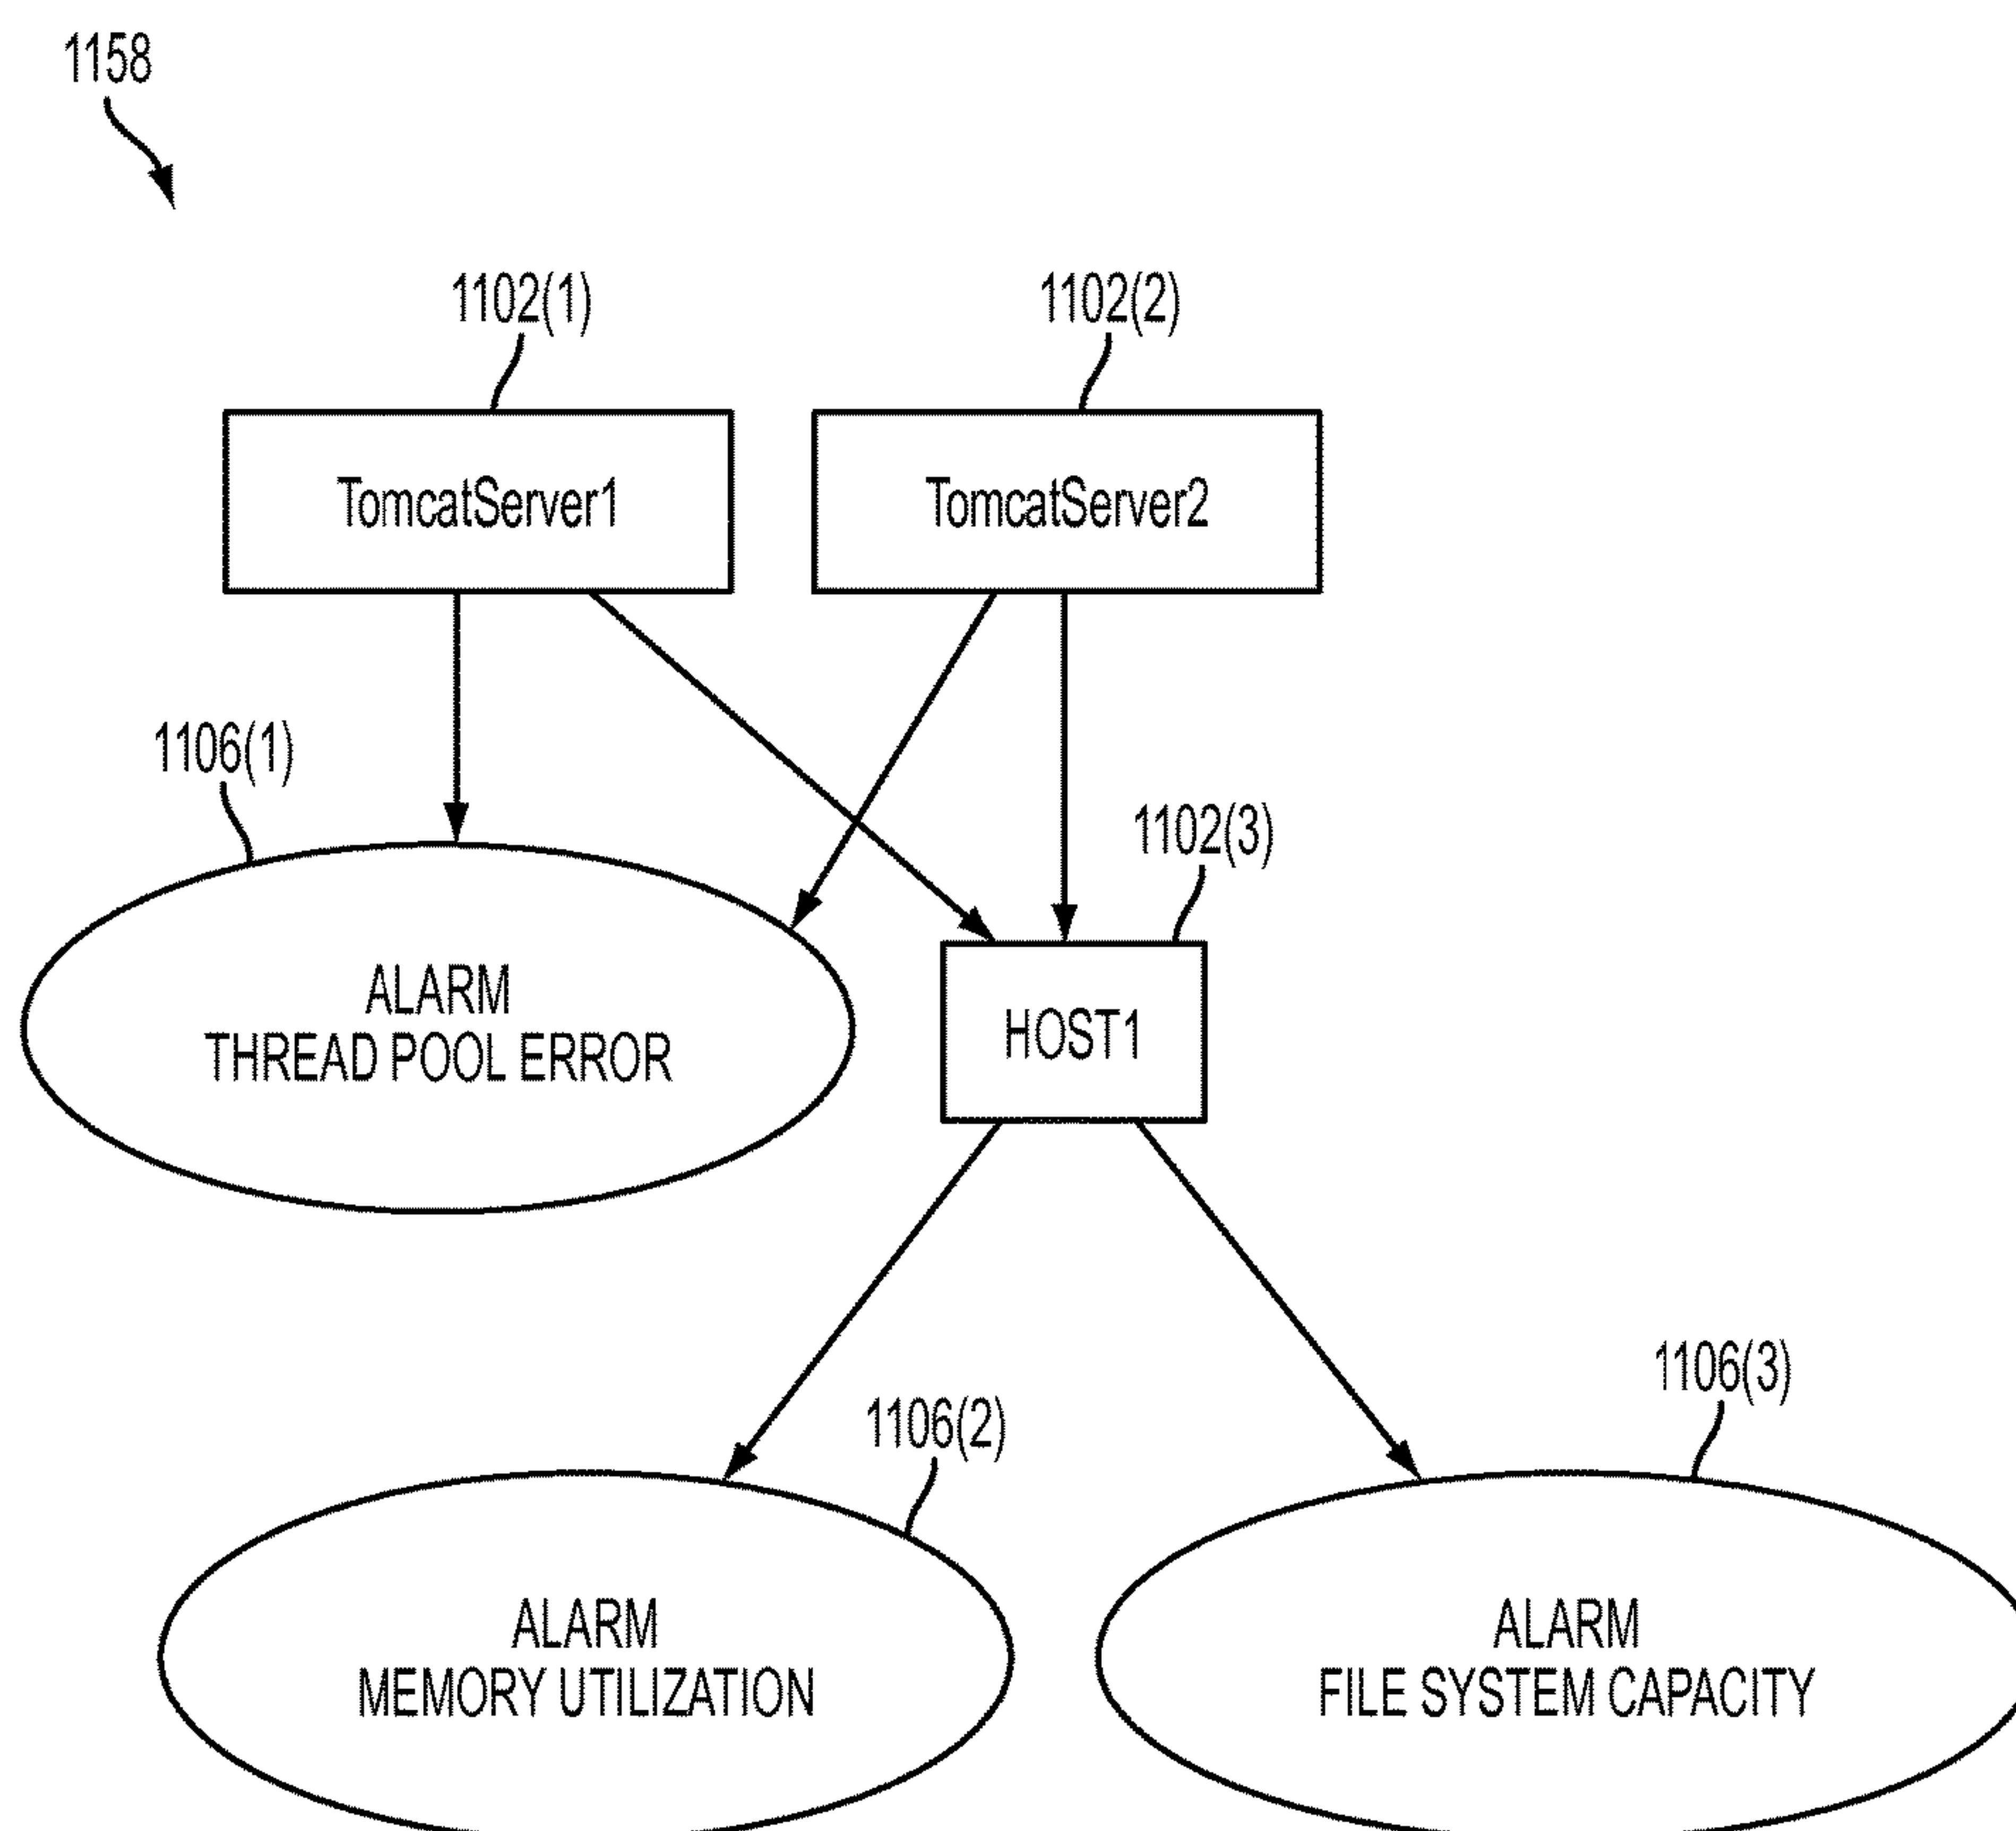 1158
1102(1)
1102(2)
TomcatServer1
TomcatServer2
1106(1)
1102(3)
ALARM
THREAD POOL ERROR
HOST1
1106(2)
1106(3)
ALARM
MEMORY UTILIZATION
ALARM
FILE SYSTEM CAPACITY